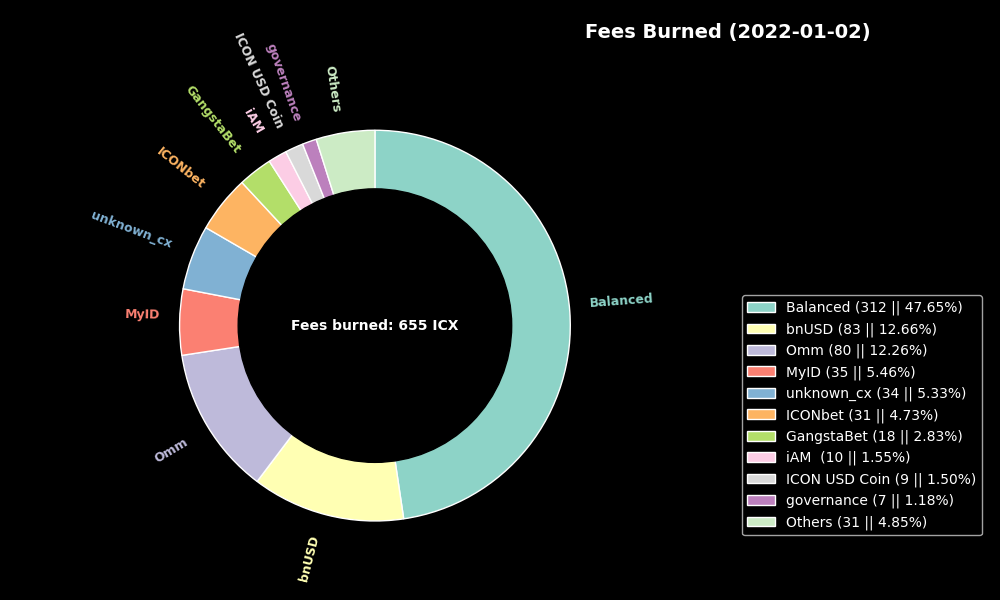 Fees Burned (2022-01-02)
ICON USD Coin
governance
Others
GangstaBet
iAM
ICONbet
unknown_cx
Balanced
MyID
Fees burned: 655 ICX
Omm
bnUSD
Balanced (312 || 47.65%)
bnUSD (83 || 12.66%)
Omm (80 || 12.26%)
MyID (35 || 5.46%)
unknown_cx (34 || 5.33%)
ICONbet (31 || 4.73%)
GangstaBet (18 || 2.83%)
iAM  (10 || 1.55%)
ICON USD Coin (9 || 1.50%)
governance (7 || 1.18%)
Others (31 || 4.85%)